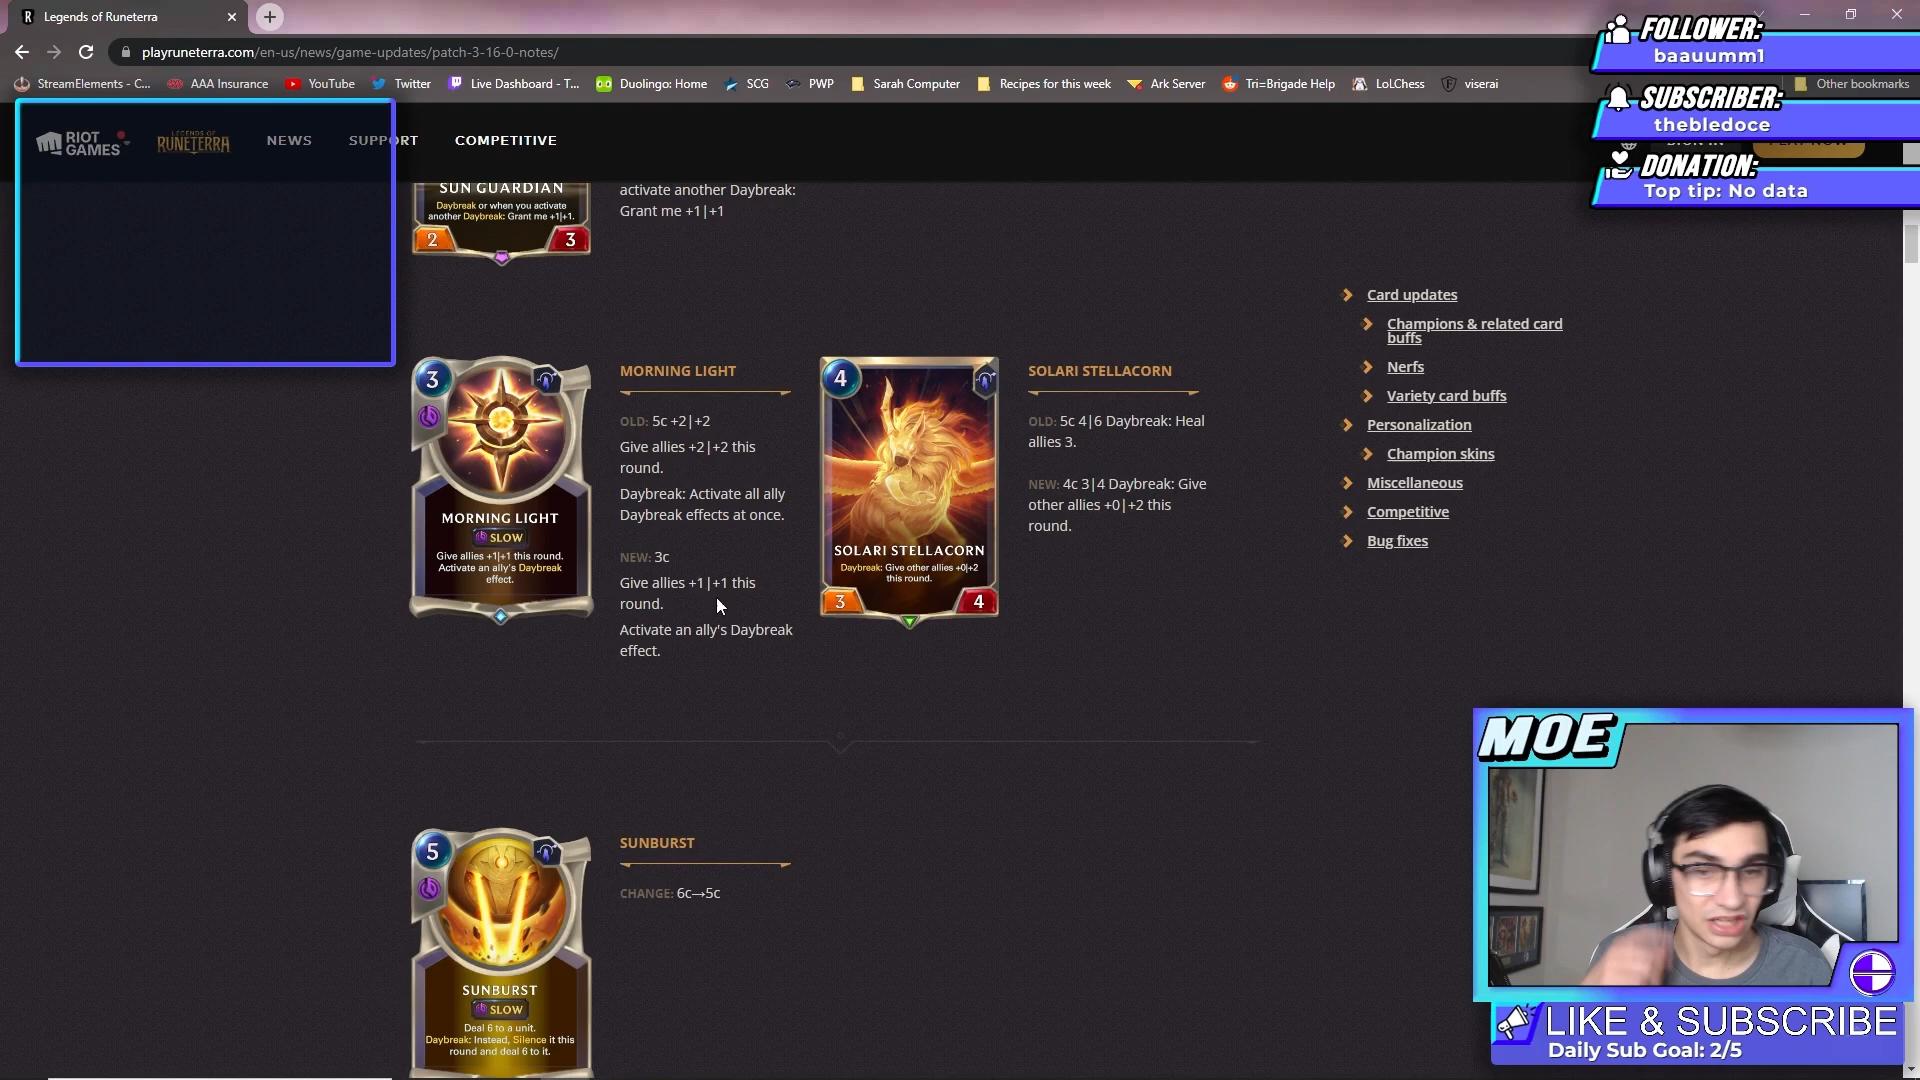 Legends of Runeterra
playruneterra.com/en-us/news/game-updates/patch-3-16-0-notes/
StreamElements - C...
AAA Insurance
YouTube
Twitter
Live Dashboard - T...
Duolingo: Home
SCG
PWP
Sarah Computer
Recipes for this week
Ark Server
Tri=Brigade Help
LoLChess
viserai
Other bookmarks
FOLLOWER:
baauumm1
SUBSCRIBER:
thebledoce
DONATION:
Top tip: No data
RIOT GAMES
LEGENDS OF
RUNETERRA
NEWS
SUPPORT
COMPETITIVE
SIGN IN
PLAY NOW
SUN GUARDIAN
Daybreak or when you activate
another Daybreak: Grant me +1|+1.
2
3
activate another Daybreak:
Grant me +1|+1
3
MORNING LIGHT
SLOW
Give allies +1|+1 this round.
Activate an ally's Daybreak
effect.
MORNING LIGHT
OLD: 5c +2|+2
Give allies +2|+2 this
round.
Daybreak: Activate all ally
Daybreak effects at once.
NEW: 3c
Give allies +1|+1 this
round.
Activate an ally's Daybreak
effect.
4
SOLARI STELLACORN
Daybreak: Give other allies +0|+2
this round.
3
4
SOLARI STELLACORN
OLD: 5c 4|6 Daybreak: Heal
allies 3.
NEW: 4c 3|4 Daybreak: Give
other allies +0|+2 this
round.
Card updates
Champions & related card
buffs
Nerfs
Variety card buffs
Personalization
Champion skins
Miscellaneous
Competitive
Bug fixes
5
SUNBURST
SLOW
Deal 6 to a unit.
Daybreak: Instead, Silence it this
round and deal 6 to it.
SUNBURST
CHANGE: 6c→5c
MOE
LIKE & SUBSCRIBE
Daily Sub Goal: 2/5